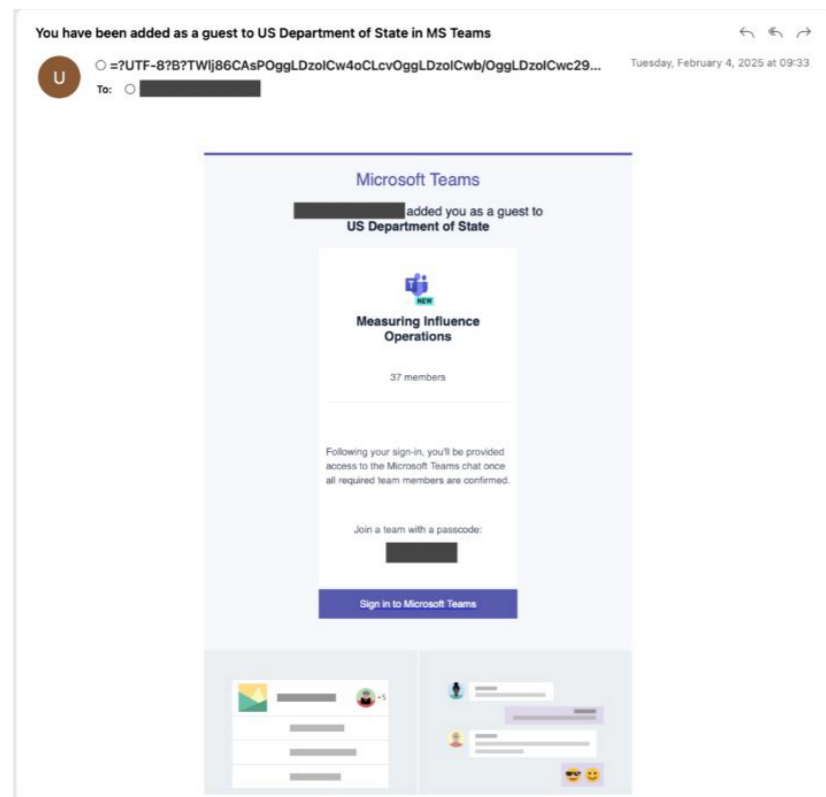 You have been added as a guest to US Department of State in MS Teams
=?UTF-8?B?TWlj86CAsPOggLDzoICw4oCLcvOggLDzoICwb/OggLDzoICwc29...
Tuesday, February 4, 2025 at 09:33
U
To:
Microsoft Teams
added you as a guest to
US Department of State
NEW
Measuring Influence
Operations
37 members
Following your sign-in, you'll be provided
access to the Microsoft Teams chat once
all required team members are confirmed.
Join a team with a passcode:
Sign in to Microsoft Teams
+5